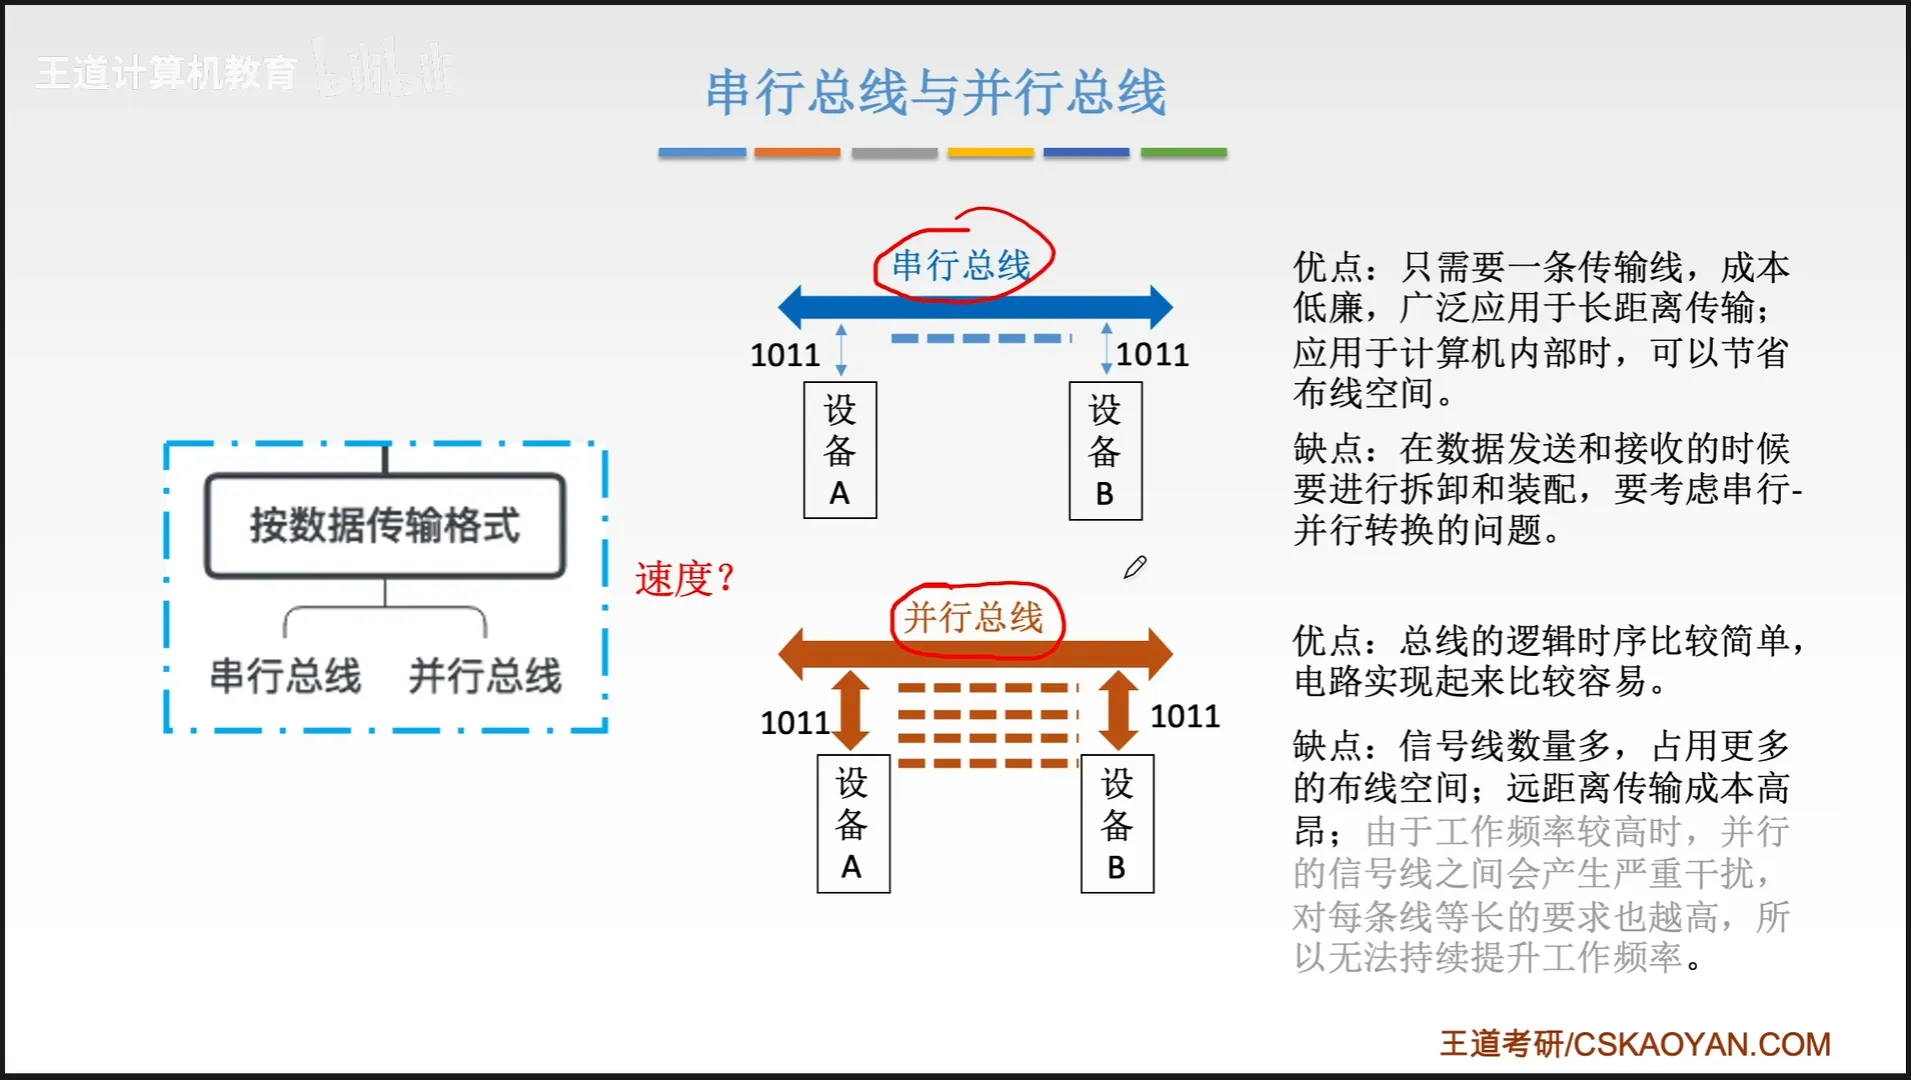 王道计算机教育 bilibili
串行总线与并行总线
按数据传输格式
串行总线 并行总线
速度？
串行总线
1011
1011
设
备
A
设
备
B
并行总线
1011
1011
设
备
A
设
备
B
优点：只需要一条传输线，成本
低廉，广泛应用于长距离传输；
应用于计算机内部时，可以节省
布线空间。
缺点：在数据发送和接收的时候
要进行拆卸和装配，要考虑串行-
并行转换的问题。
优点：总线的逻辑时序比较简单，
电路实现起来比较容易。
缺点：信号线数量多，占用更多
的布线空间；远距离传输成本高
昂；由于工作频率较高时，并行
的信号线之间会产生严重干扰，
对每条线等长的要求也越高，所
以无法持续提升工作频率。
王道考研/CSKAOYAN.COM